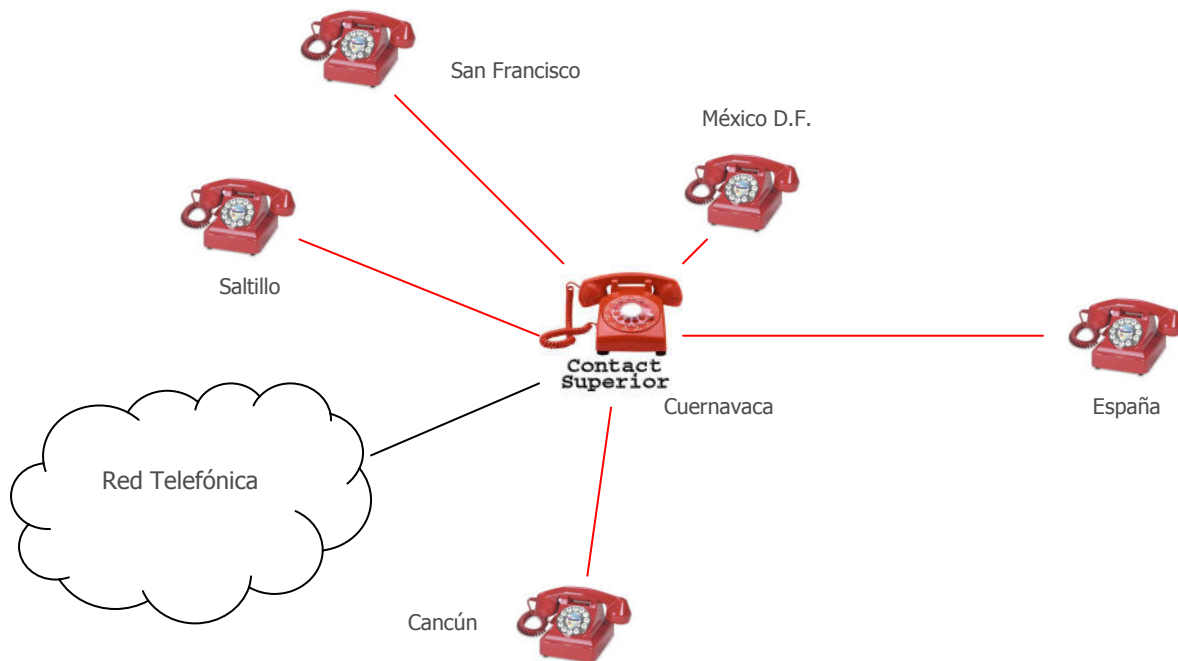 San Francisco
México D.F.
Saltillo
Contact
Superior
Cuernavaca
España
Red Telefónica
Cancún